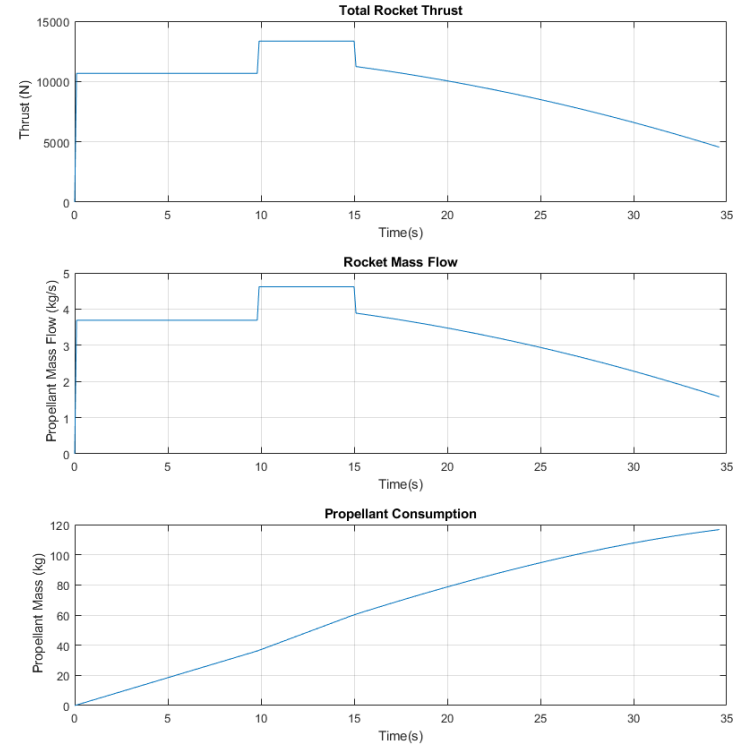 Total Rocket Thrust
15000
10000
5000
0
Thrust (N)
0 5 10 15 20 25 30 35
Time(s)
Rocket Mass Flow
5
4
3
2
1
0
Propellant Mass Flow (kg/s)
0 5 10 15 20 25 30 35
Time(s)
Propellant Consumption
120
100
80
60
40
20
0
Propellant Mass (kg)
0 5 10 15 20 25 30 35
Time(s)